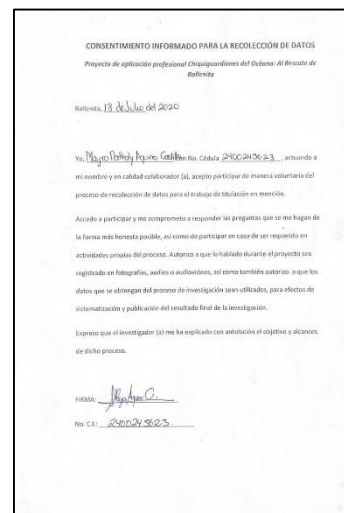 CONSENTIMIENTO INFORMADO PARA LA RECOLECCIÓN DE DATOS
Proyecto de aplicación profesional Chiquiguardianes del Océano: Al Rescate de
Ballenita
Ballenita, 13 de Julio del 2020
Yo, Aquino con No. Cédula 2400245623, actuando a
mi nombre y en calidad colaborador (a), acepto participar de manera voluntaria del
proceso de recolección de datos para el trabajo de titulación en mención.
Accedo a participar y me comprometo a responder las preguntas que se me hagan de
la forma más honesta posible, así como de participar en caso de ser requerido en
actividades propias del proceso. Autorizo a que lo hablado durante el proyecto sea
registrado en fotografías, audios o audiovideos, así como también autorizo a que los
datos que se obtengan del proceso de investigación sean utilizados, para efectos de
sistematización y publicación del resultado final de la investigación.
Expreso que el investigador (a) me ha explicado con antelación el objetivo y alcances
de dicho proceso.
FIRMA:
No. C.I.: 2400245623